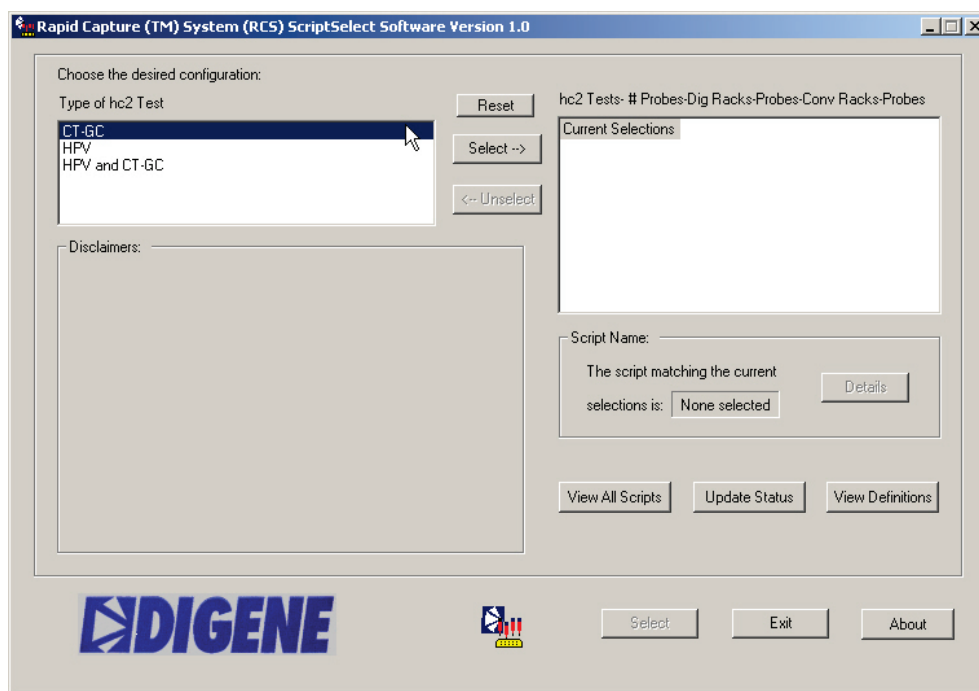 Rapid Capture (TM) System (RCS) ScriptSelect Software Version 1.0
Choose the desired configuration:
Type of hc2 Test
CT-GC
HPV
HPV and CT-GC
Reset
Select -->
<-- Unselect
hc2 Tests- # Probes-Dig Racks-Probes-Conv Racks-Probes
Current Selections
Disclaimers:
Script Name:
The script matching the current
selections is: None selected
Details
View All Scripts
Update Status
View Definitions
DIGENE
Select
Exit
About